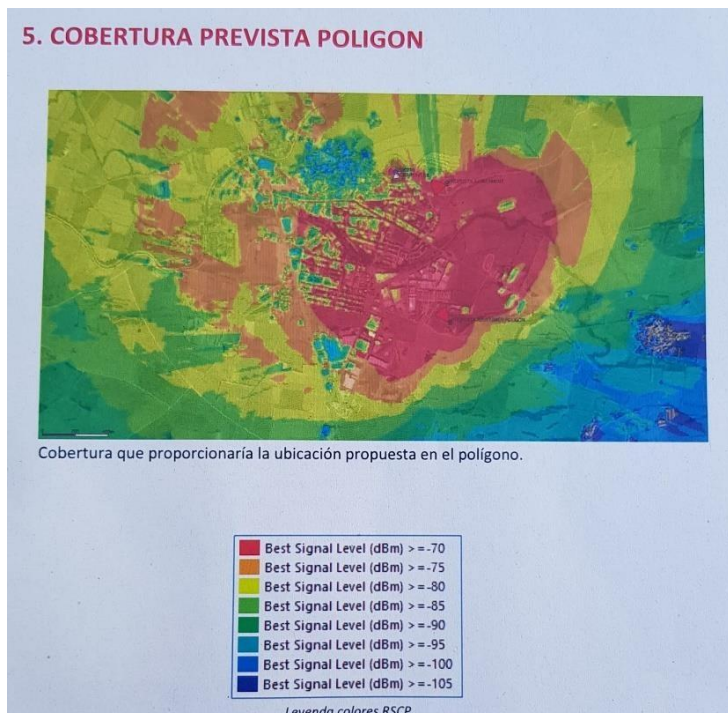 5. COBERTURA PREVISTA POLIGON
Cobertura que proporcionaría la ubicación propuesta en el polígono.
Best Signal Level (dBm) >=-70
Best Signal Level (dBm) >=-75
Best Signal Level (dBm) >=-80
Best Signal Level (dBm) >=-85
Best Signal Level (dBm) >=-90
Best Signal Level (dBm) >=-95
Best Signal Level (dBm) >=-100
Best Signal Level (dBm) >=-105
Leyenda colores RSCP